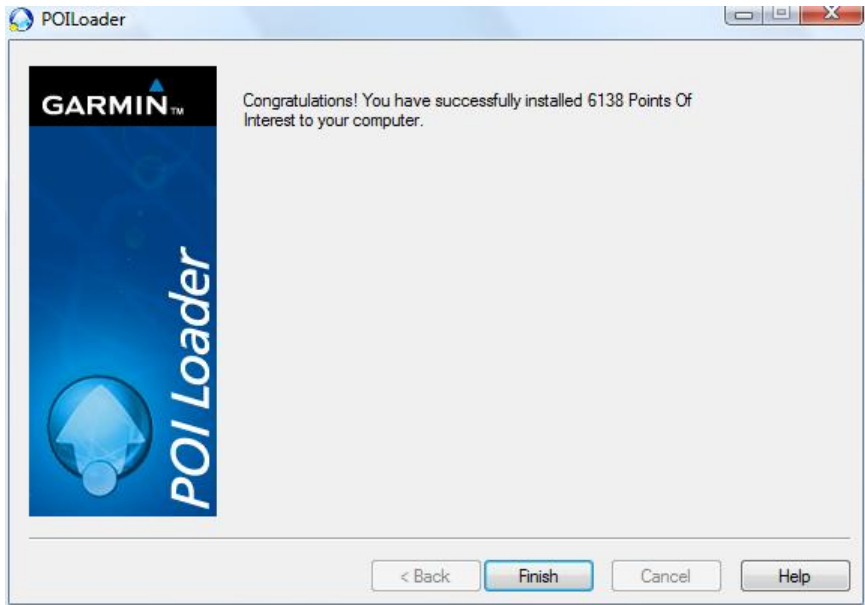 POILoader
GARMIN™
Congratulations! You have successfully installed 6138 Points Of
Interest to your computer.
POI Loader
< Back
Finish
Cancel
Help